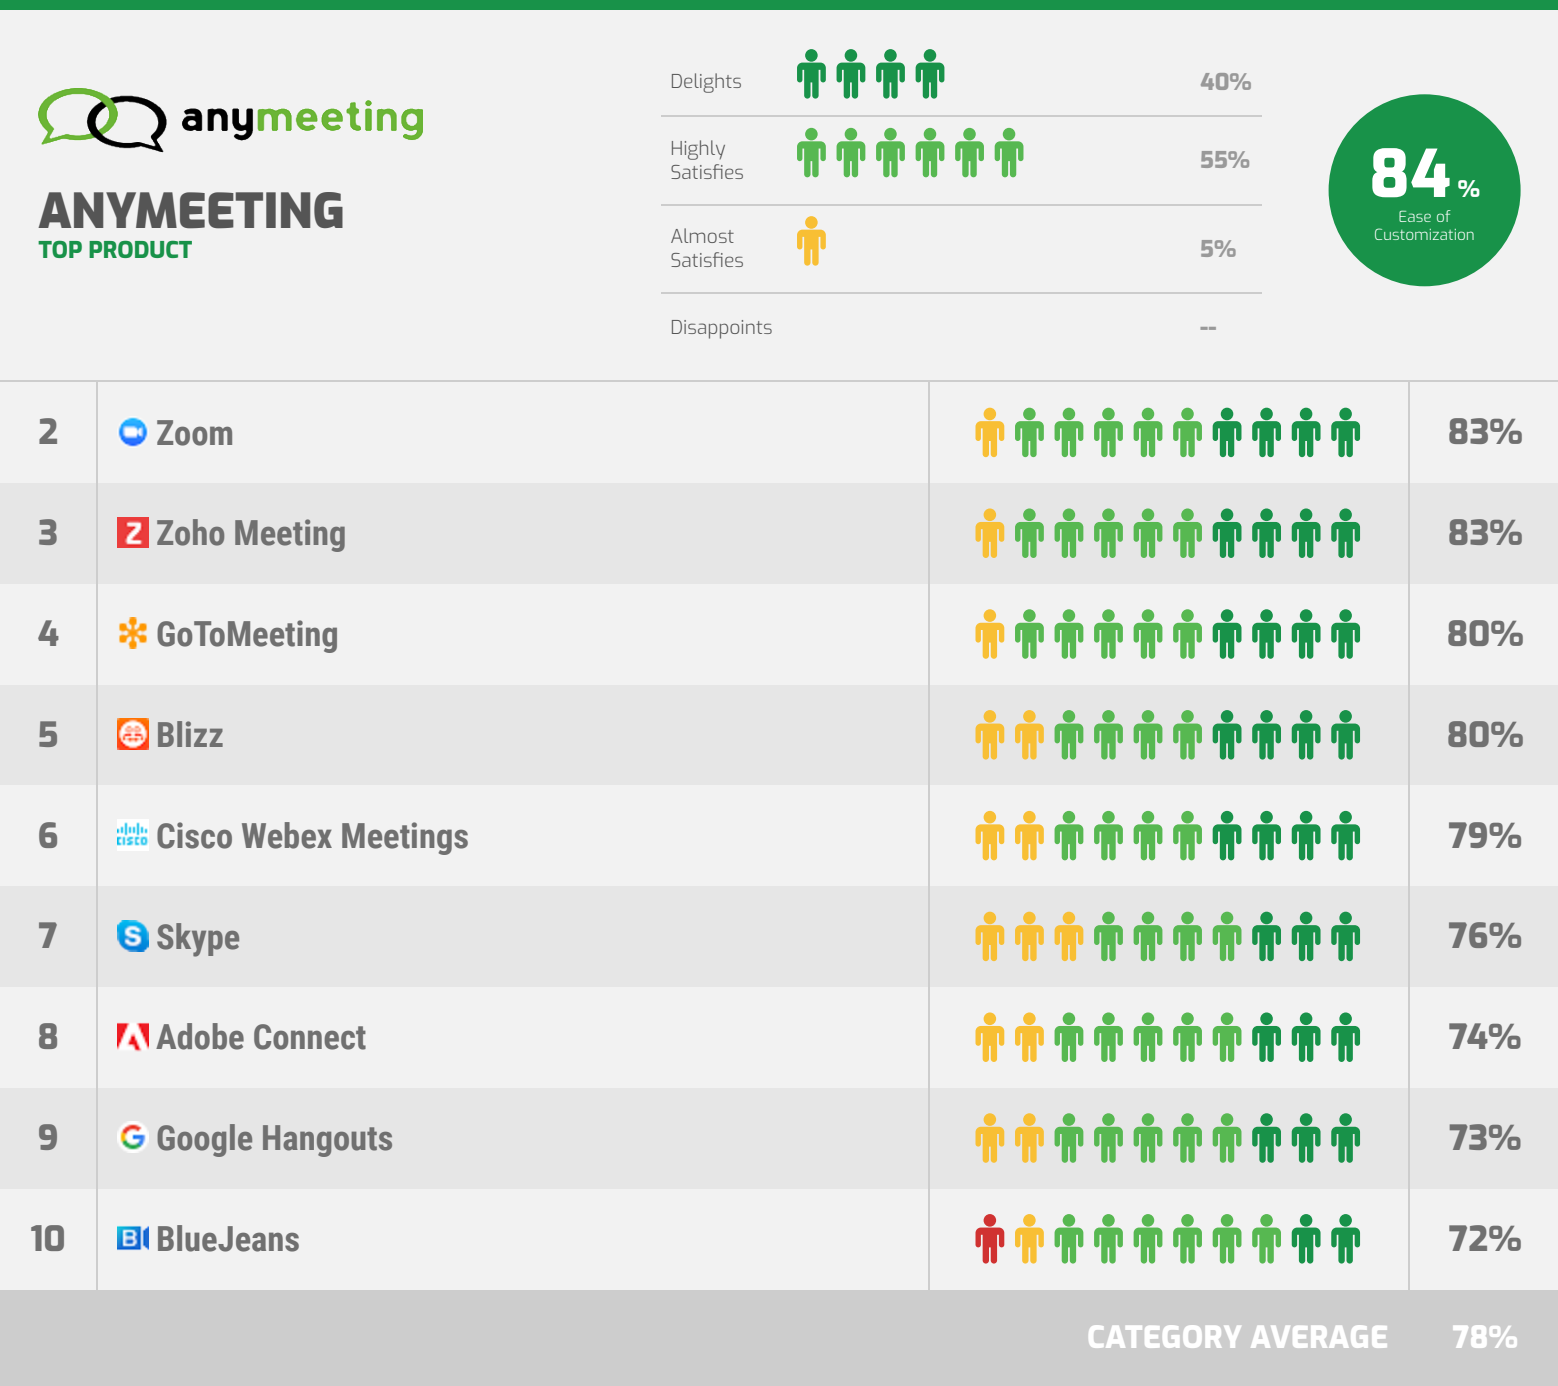 anymeeting
ANYMEETING
TOP PRODUCT
Delights 40%
Highly
Satisfies 55%
Almost
Satisfies 5%
Disappoints --
84 %
Ease of
Customization
2 Zoom 83%
3 Z Zoho Meeting 83%
4 GoToMeeting 80%
5 Blizz 80%
6 CISCO Cisco Webex Meetings 79%
7 S Skype 76%
8 Adobe Connect 74%
9 G Google Hangouts 73%
10 B BlueJeans 72%
CATEGORY AVERAGE 78%